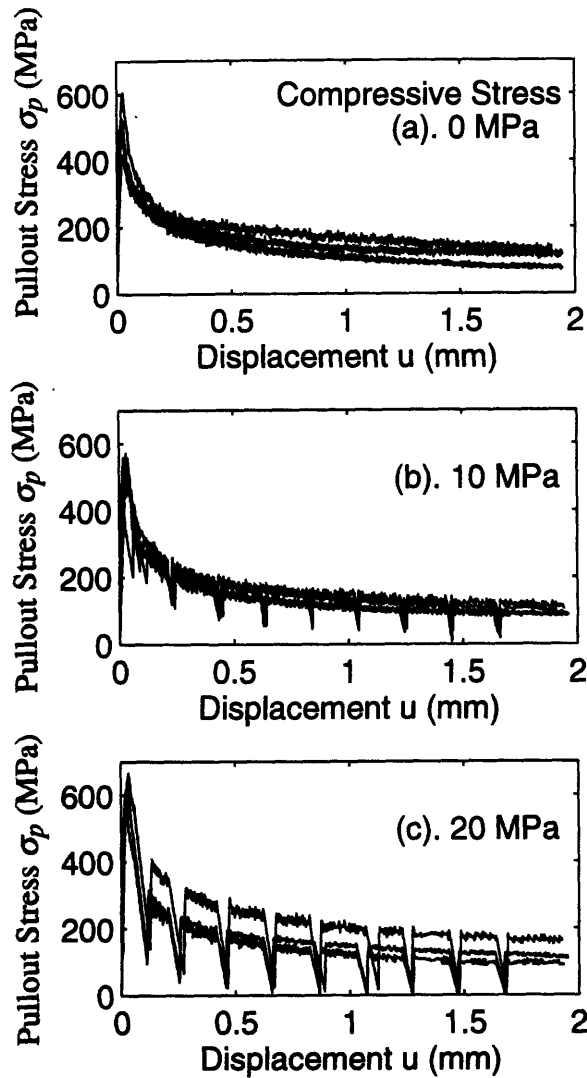 Pullout Stress σp (MPa)
600
400
200
0
Compressive Stress
(a). 0 MPa
0 0.5 1 1.5 2
Displacement u (mm)
Pullout Stress σp (MPa)
600
400
200
0
(b). 10 MPa
0 0.5 1 1.5 2
Displacement u (mm)
Pullout Stress σp (MPa)
600
400
200
0
(c). 20 MPa
0 0.5 1 1.5 2
Displacement u (mm)